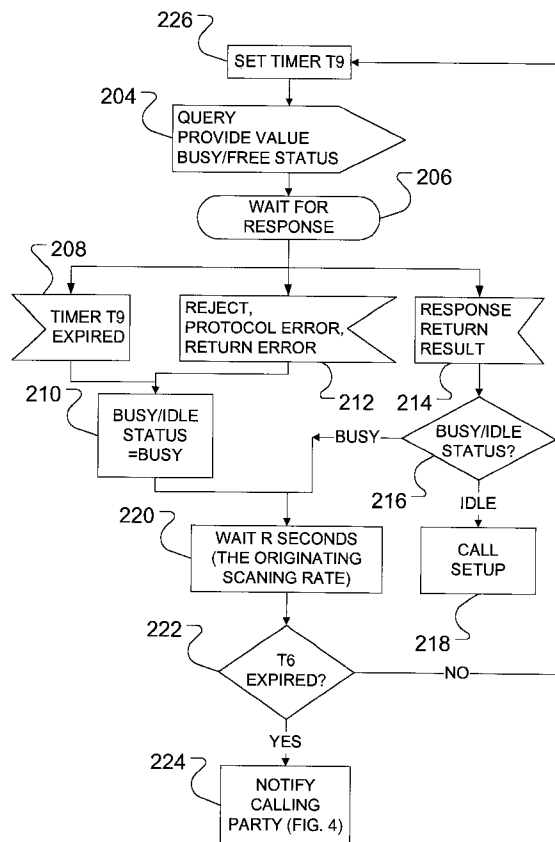 226
SET TIMER T9
204
QUERY
PROVIDE VALUE
BUSY/FREE STATUS
206
WAIT FOR
RESPONSE
208
TIMER T9
EXPIRED
REJECT,
PROTOCOL ERROR,
RETURN ERROR
212
RESPONSE
RETURN
RESULT
214
210
BUSY/IDLE
STATUS
=BUSY
BUSY
BUSY/IDLE
STATUS?
216
IDLE
220
WAIT R SECONDS
(THE ORIGINATING
SCANING RATE)
CALL
SETUP
218
222
T6
EXPIRED?
NO
YES
224
NOTIFY
CALLING
PARTY (FIG. 4)